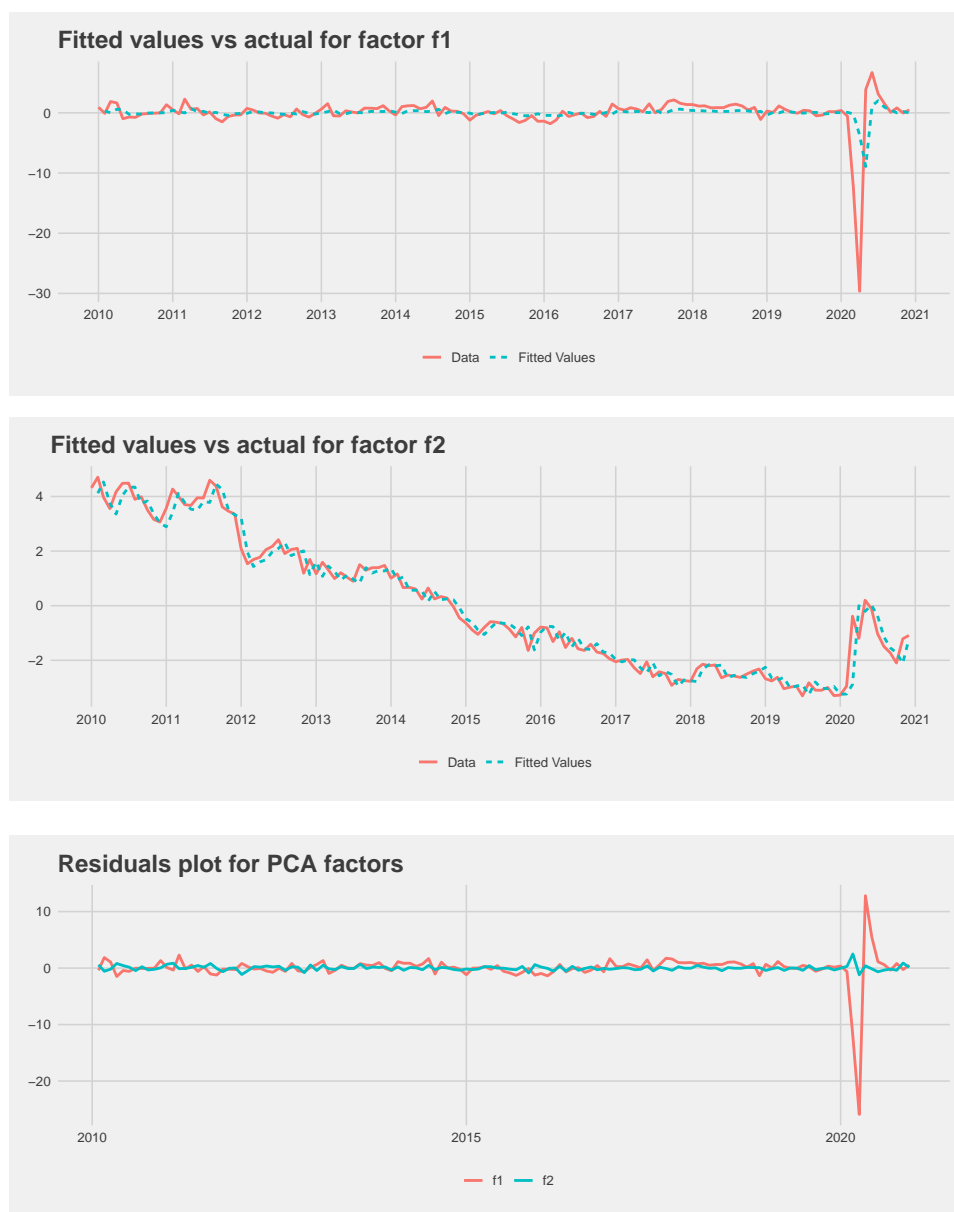 Fitted values vs actual for factor f1
0
−10
−20
−30
2010 2011 2012 2013 2014 2015 2016 2017 2018 2019 2020 2021
Data Fitted Values
Fitted values vs actual for factor f2
4
2
0
−2
2010 2011 2012 2013 2014 2015 2016 2017 2018 2019 2020 2021
Data Fitted Values
Residuals plot for PCA factors
10
0
−10
−20
2010 2015 2020
f1 f2